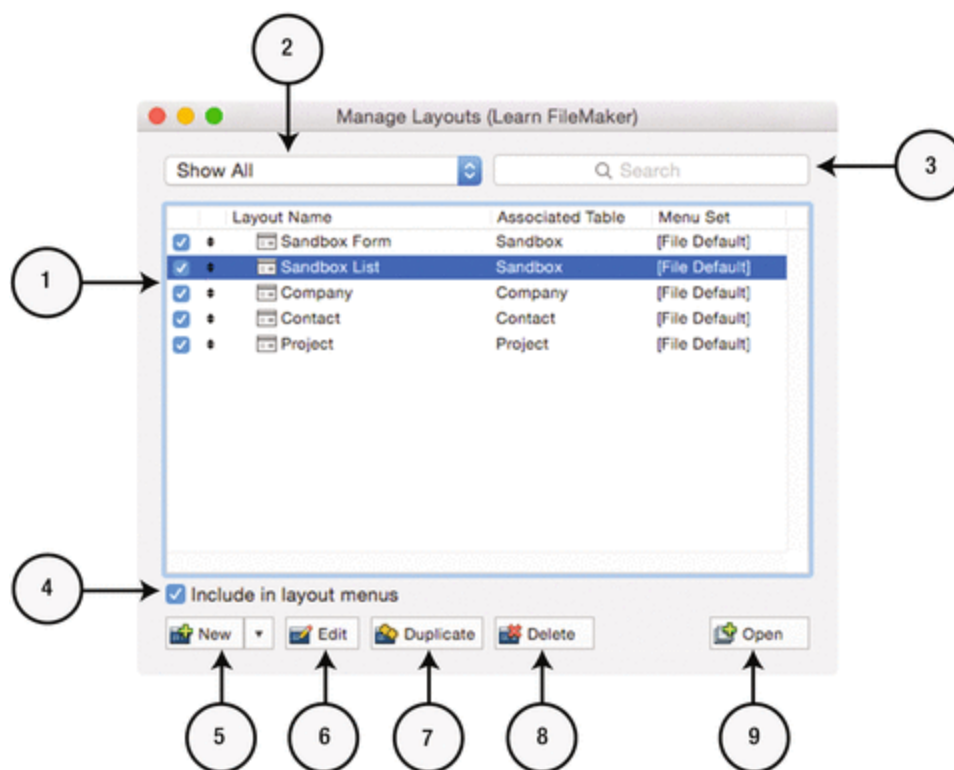 2
Manage Layouts (Learn FileMaker)
Show All
Search
3
Layout Name Associated Table Menu Set
Sandbox Form Sandbox [File Default]
1
Sandbox List Sandbox [File Default]
Company Company [File Default]
Contact Contact [File Default]
Project Project [File Default]
4
Include in layout menus
New Edit Duplicate Delete Open
5 6 7 8 9